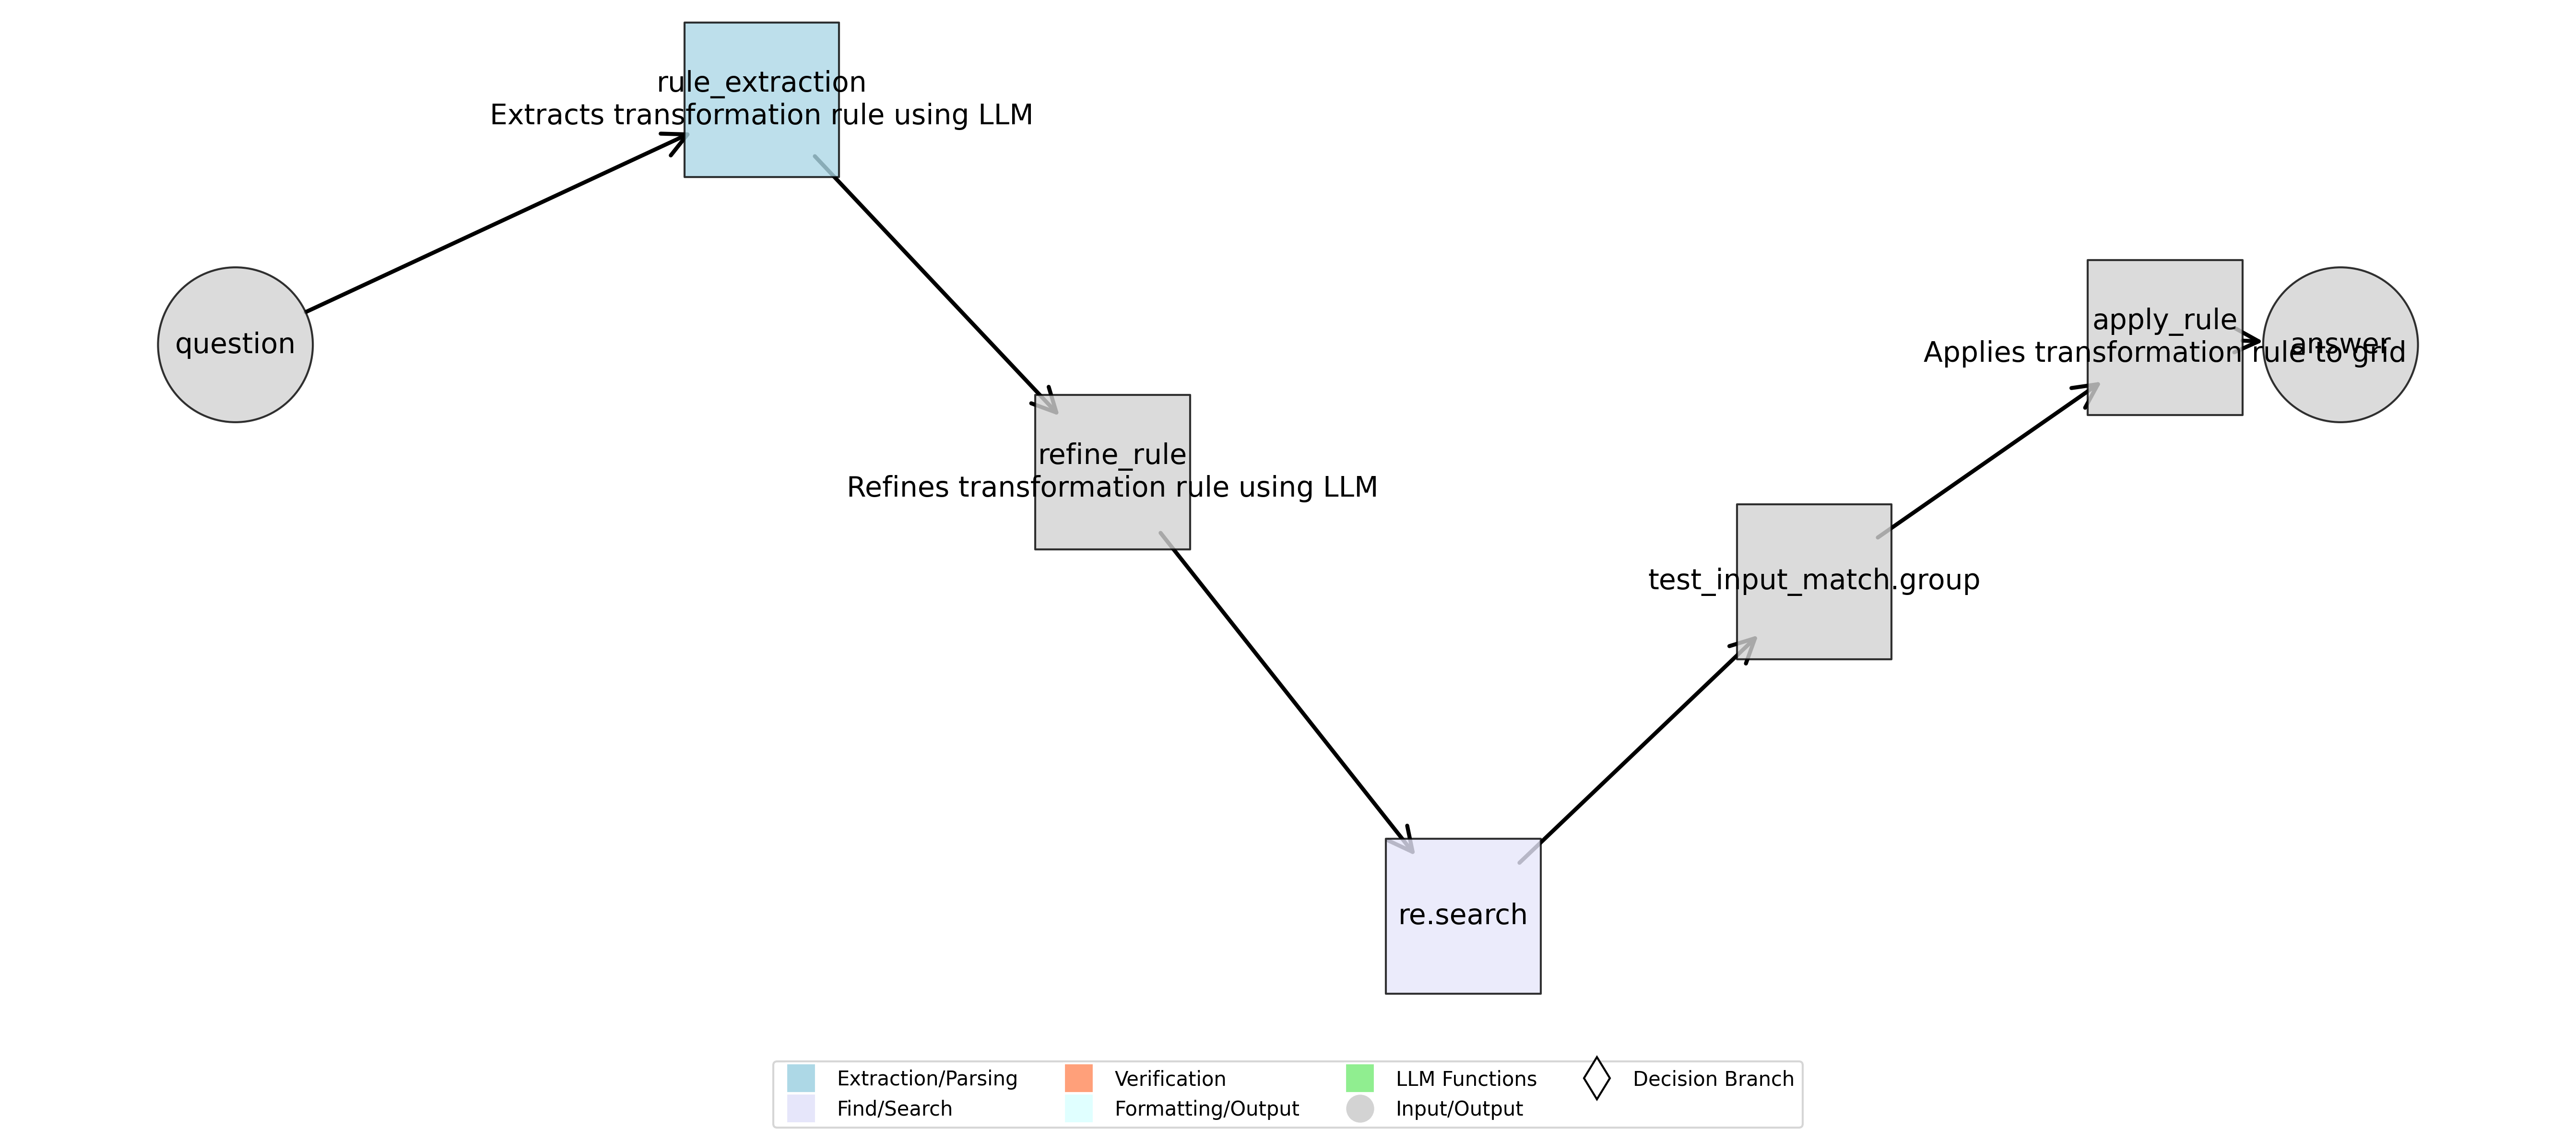 rule_extraction
Extracts transformation rule using LLM
question
apply_rule
Applies transformation rule to grid
answer
refine_rule
Refines transformation rule using LLM
test_input_match.group
re.search
Extraction/Parsing
Find/Search
Verification
Formatting/Output
LLM Functions
Input/Output
Decision Branch